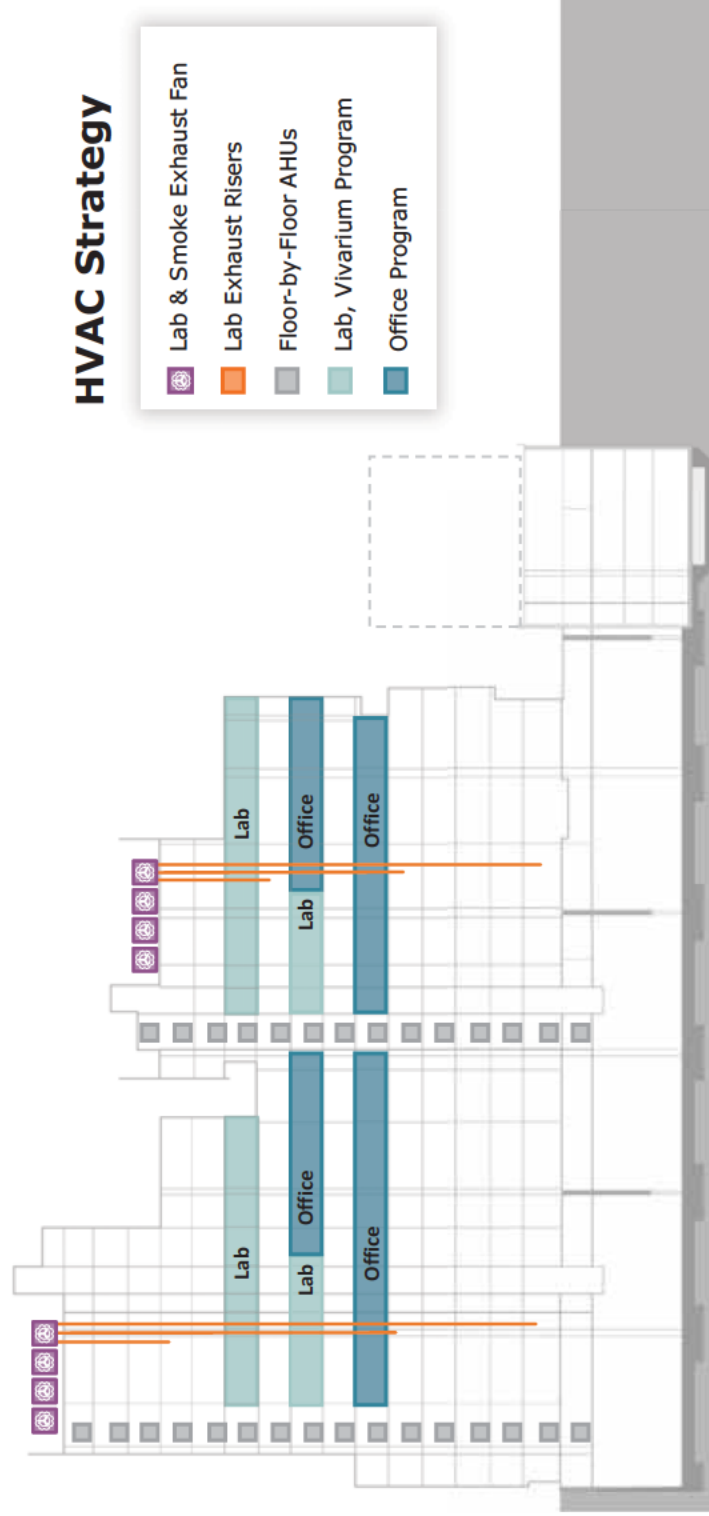 HVAC Strategy
Lab & Smoke Exhaust Fan
Lab Exhaust Risers
Floor-by-Floor AHUs
Lab, Vivarium Program
Office Program
Lab
Lab
Lab
Office
Lab
Office
Office
Office